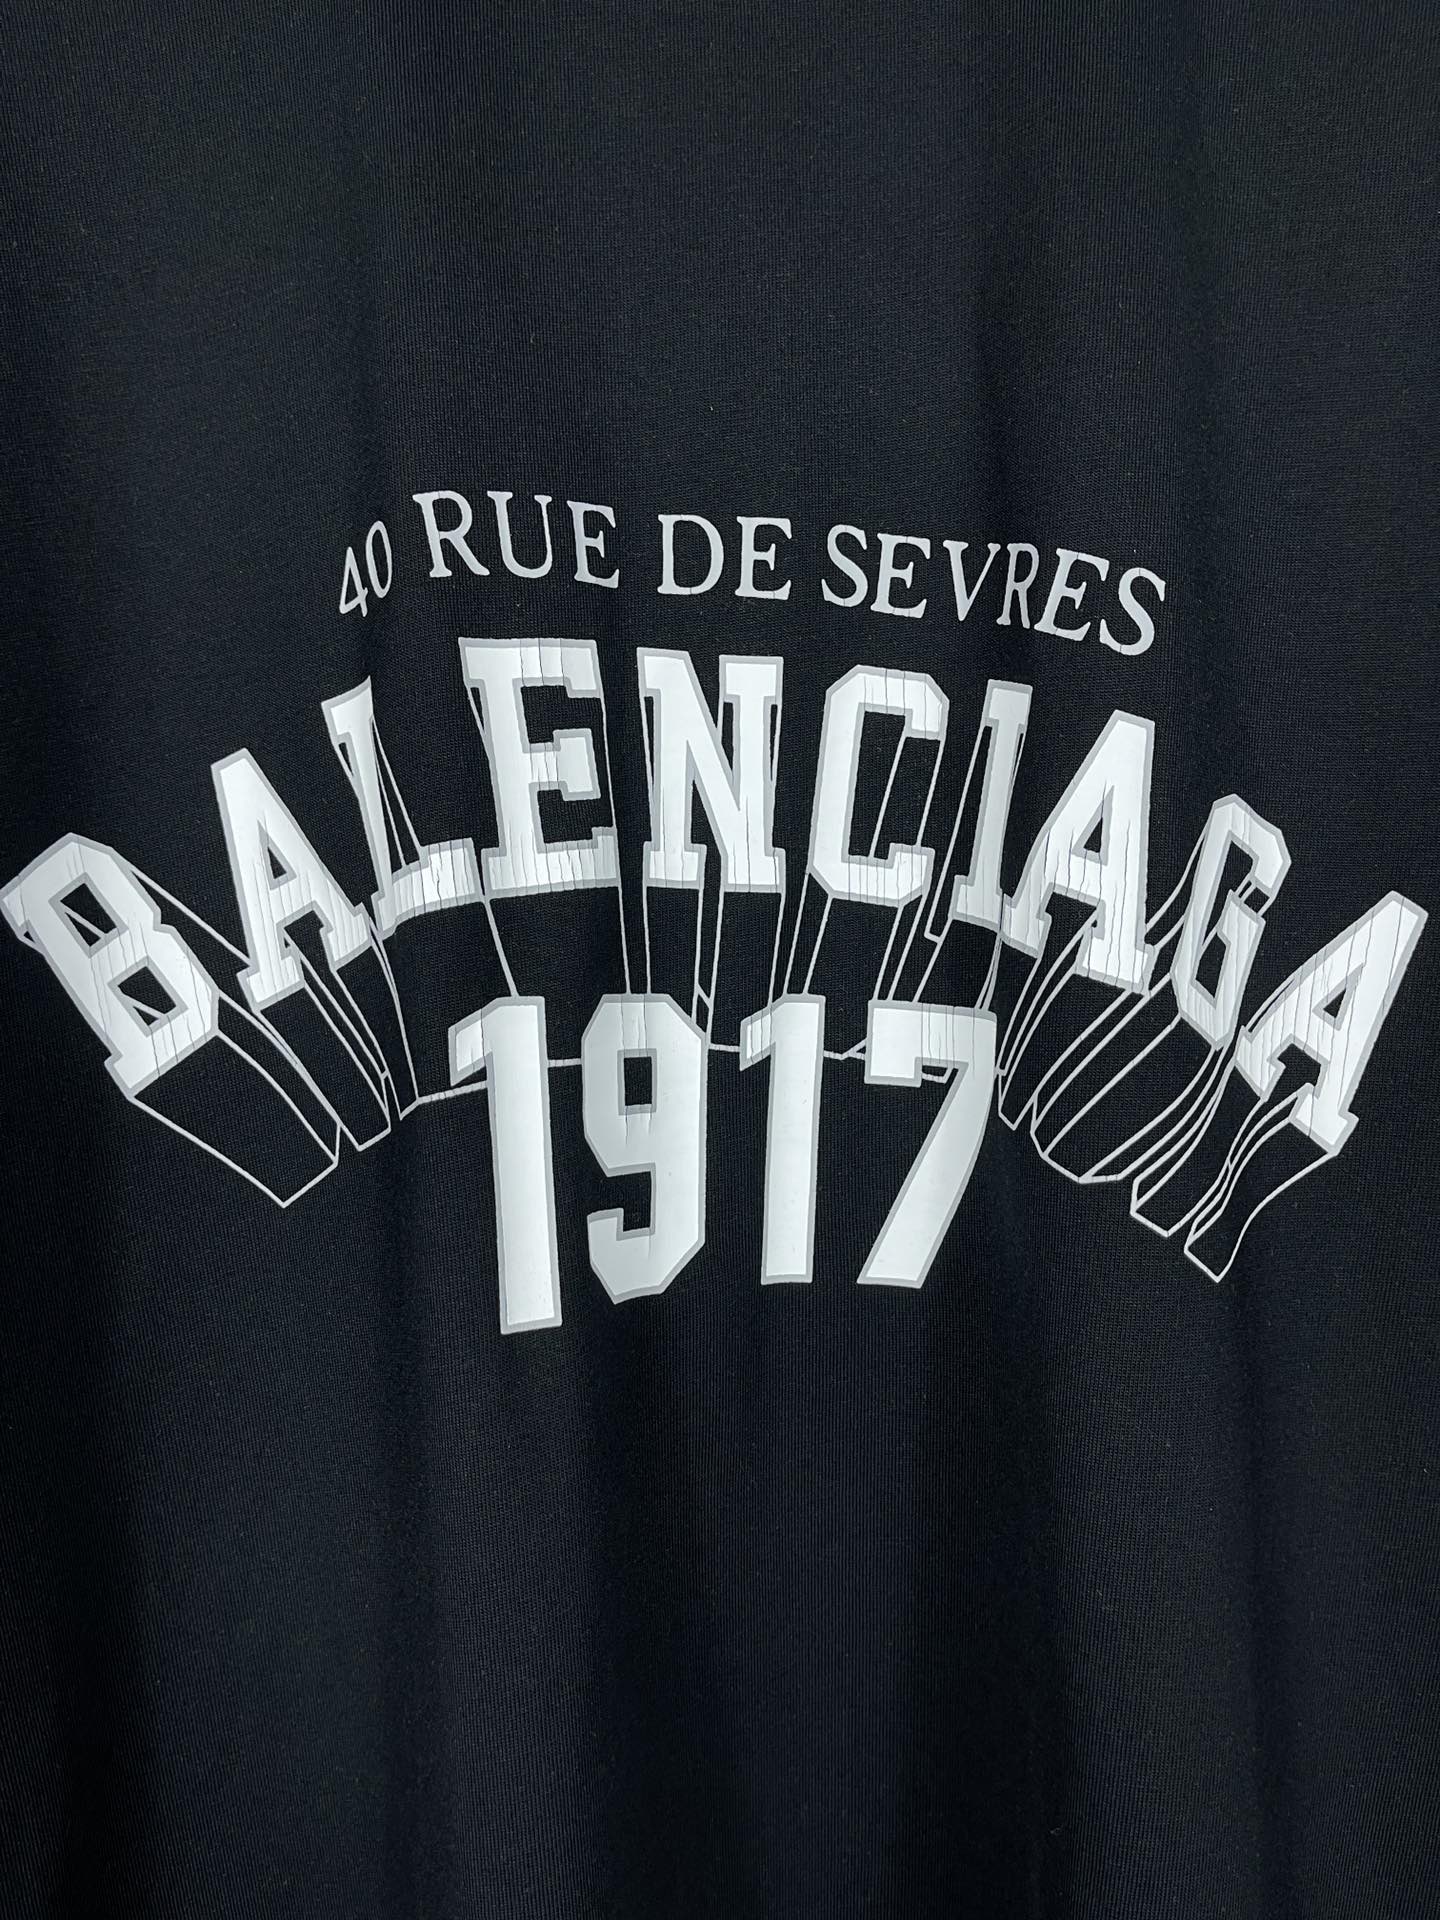 40 RUE DE SEVRES
BALENCIAGA
1917